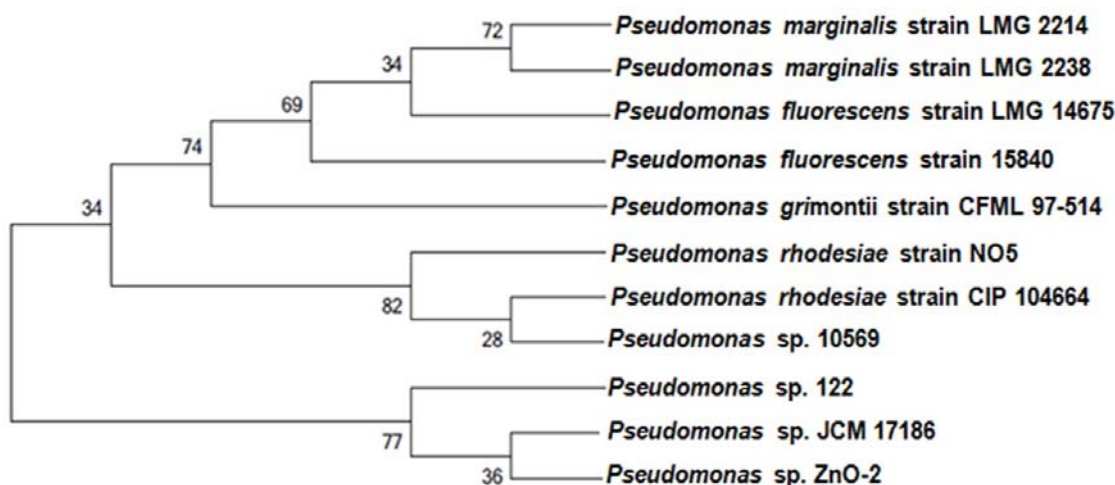 72
Pseudomonas marginalis strain LMG 2214
Pseudomonas marginalis strain LMG 2238
34
Pseudomonas fluorescens strain LMG 14675
69
Pseudomonas fluorescens strain 15840
74
Pseudomonas grimontii strain CFML 97-514
34
Pseudomonas rhodesiae strain NO5
82
Pseudomonas rhodesiae strain CIP 104664
28
Pseudomonas sp. 10569
Pseudomonas sp. 122
77
Pseudomonas sp. JCM 17186
36
Pseudomonas sp. ZnO-2